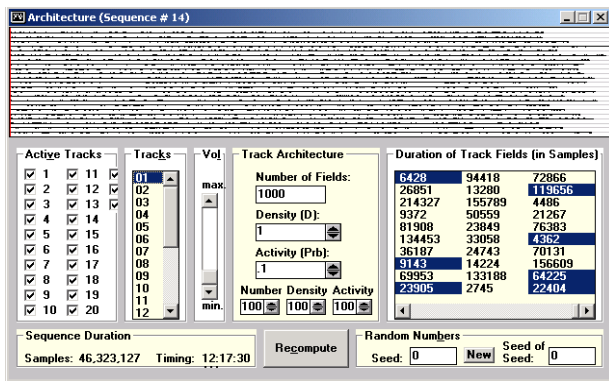 Architecture (Sequence # 14)
Active Tracks
1 11
2 12
3 13
4 14
5 15
6 16
7 17
8 18
9 19
10 20
Tracks
01
02
03
04
05
06
07
08
09
10
11
12
Vol
max.
min.
Track Architecture
Number of Fields:
1000
Density (D):
1
Activity (Prb):
.1
Number Density Activity
100 100 100
Duration of Track Fields (in Samples)
6428 94418 72866
26851 13280 119656
214327 155789 4486
9372 50559 21267
81908 23849 76383
134453 33058 4362
36187 24743 70131
9143 14224 156609
69953 133188 64225
23905 2745 22404
Sequence Duration
Samples: 46,323,127 Timing: 12:17:30
Recompute
Random Numbers
Seed: 0 New Seed of Seed: 0